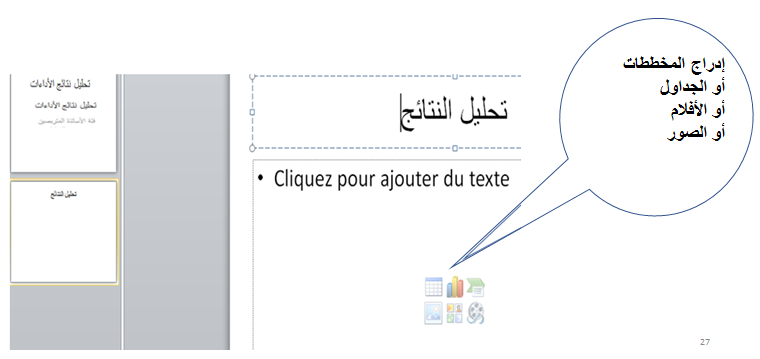 إدراج المخططات
أو الجداول
أو الأفلام
أو الصور
تحليل نتائج الأداءات
تحليل نتائج الأداءات
فئة الأساتذة المتربصين
تحليل النتائج
تحليل النتائج
• Cliquez pour ajouter du texte
27